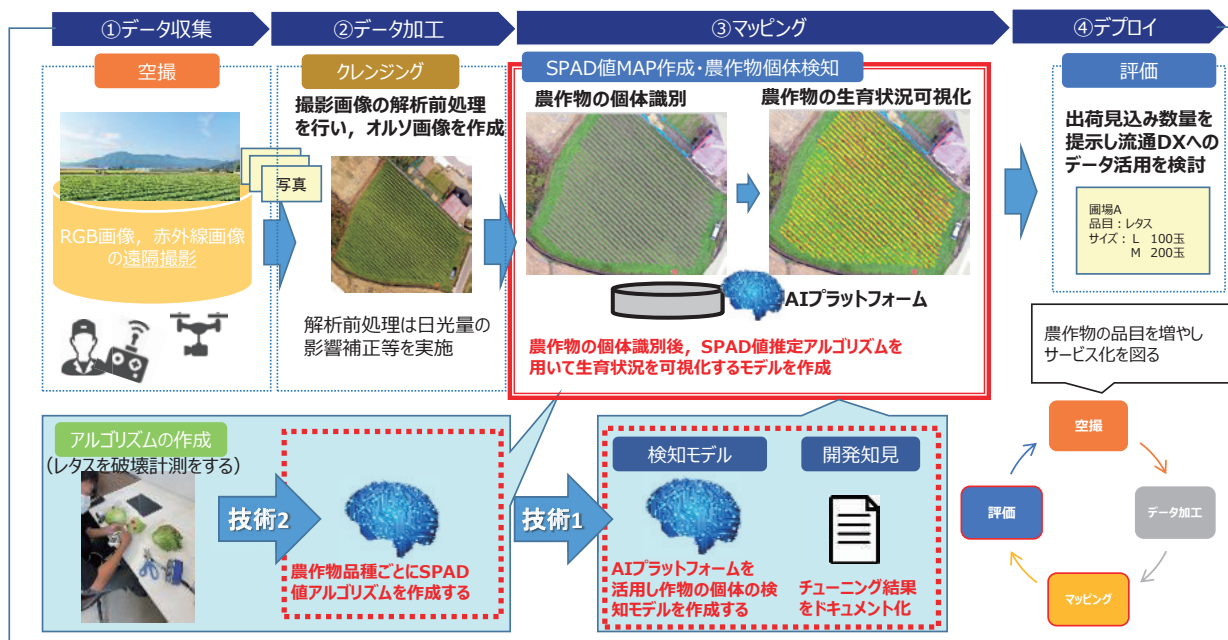 ①データ収集
②データ加工
③マッピング
④デプロイ
空撮
RGB画像，赤外線画像
の遠隔撮影
写真
クレンジング
撮影画像の解析前処理
を行い，オルソ画像を作成
解析前処理は日光量の
影響補正等を実施
SPAD値MAP作成・農作物個体検知
農作物の個体識別
農作物の生育状況可視化
AIプラットフォーム
農作物の個体識別後，SPAD値推定アルゴリズムを
用いて生育状況を可視化するモデルを作成
評価
出荷見込み数量を
提示し流通DXへの
データ活用を検討
圃場A
品目：レタス
サイズ： L 100玉
M 200玉
農作物の品目を増やし
サービス化を図る
アルゴリズムの作成
（レタスを破壊計測をする）
技術2
農作物品種ごとにSPAD
値アルゴリズムを作成する
技術1
検知モデル
AIプラットフォームを
活用し作物の個体の検
知モデルを作成する
開発知見
チューニング結果
をドキュメント化
空撮
データ加工
マッピング
評価